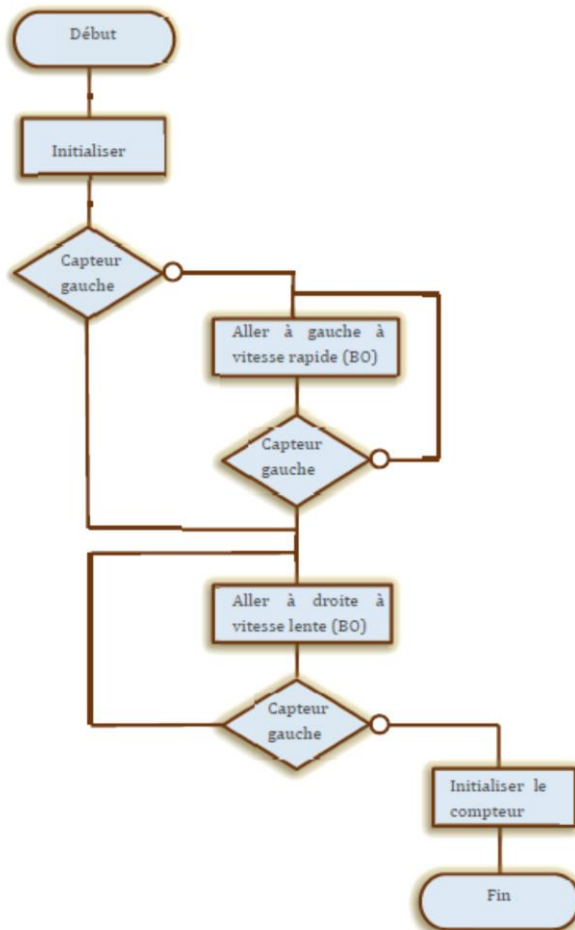 Début
Initialiser
Capteur
gauche
Aller à gauche à
vitesse rapide (BO)
Capteur
gauche
Aller à droite à
vitesse lente (BO)
Capteur
gauche
Initialiser le
compteur
Fin